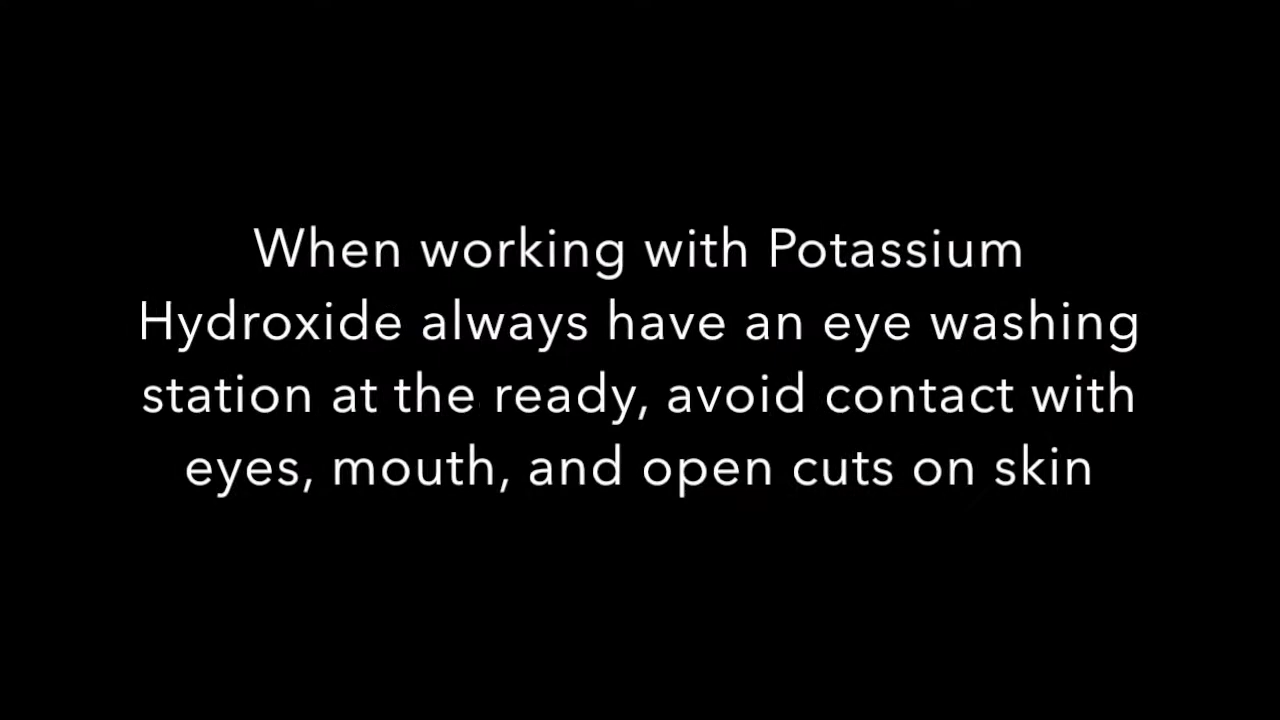 When working with Potassium
Hydroxide always have an eye washing
station at the ready, avoid contact with
eyes, mouth, and open cuts on skin